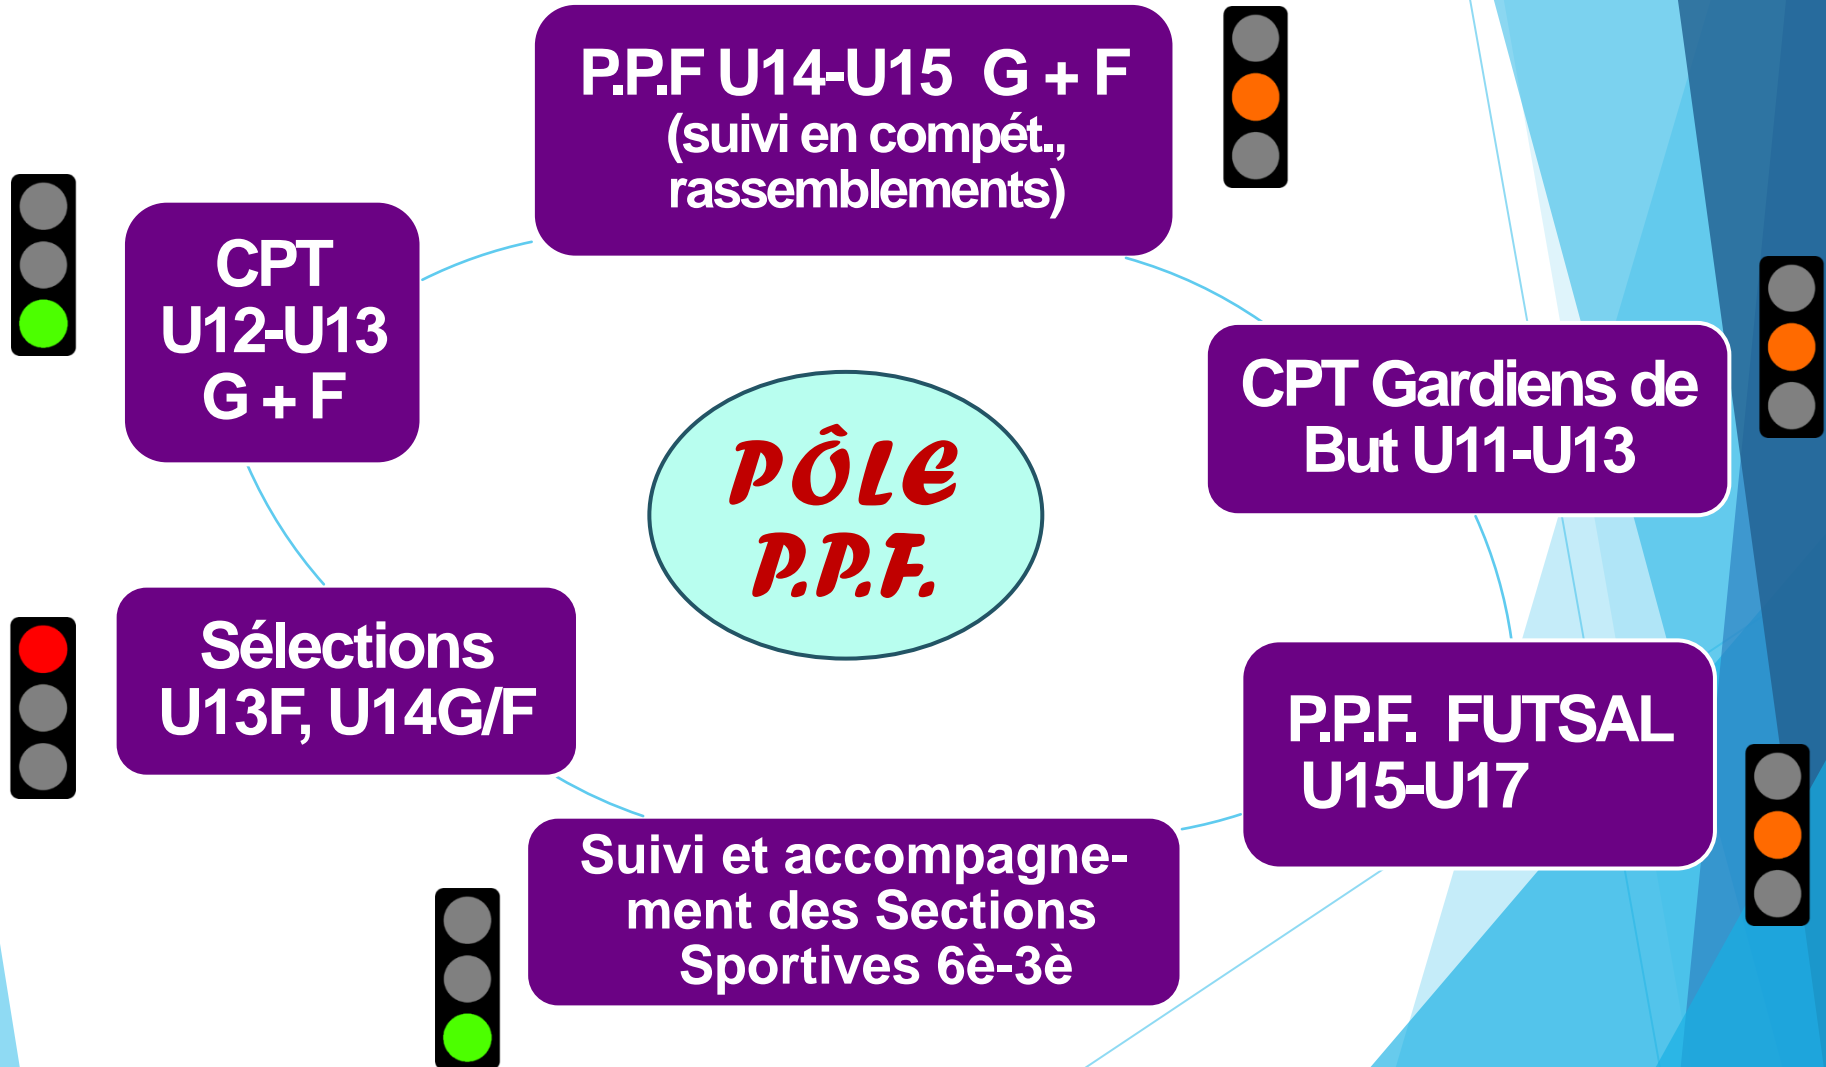 P.P.F U14-U15 G + F
(suivi en compét.,
rassemblements)
CPT
U12-U13
G + F
CPT Gardiens de
But U11-U13
PÔLE
P.P.F.
Sélections
U13F, U14G/F
P.P.F. FUTSAL
U15-U17
Suivi et accompagne-
ment des Sections
Sportives 6è-3è